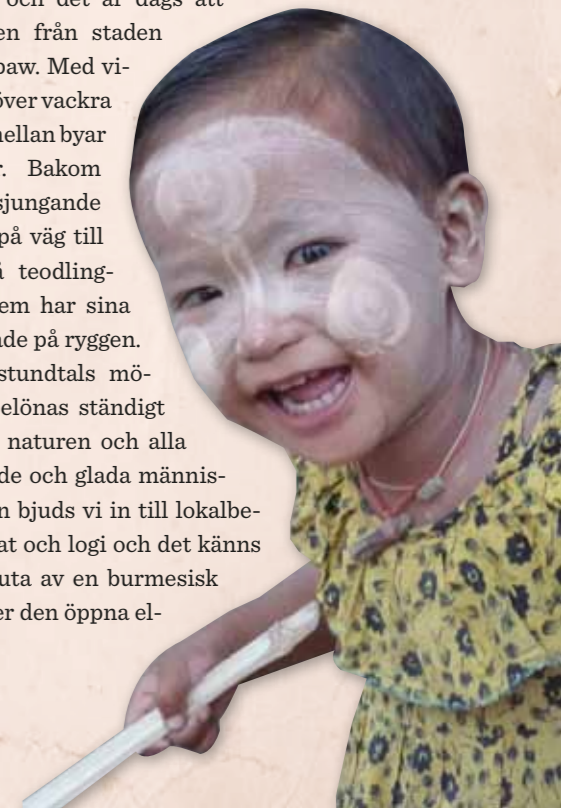 och det är dags att
en från staden
paw. Med vi-
över vackra
mellan byar
r. Bakom
sjungande
på väg till
å teodling-
em har sina
ade på ryggen.
stundtals mö-
elönas ständigt
naturen och alla
de och glada männis-
n bjuds vi in till lokalbe-
at och logi och det känns
uta av en burmesisk
er den öppna el-